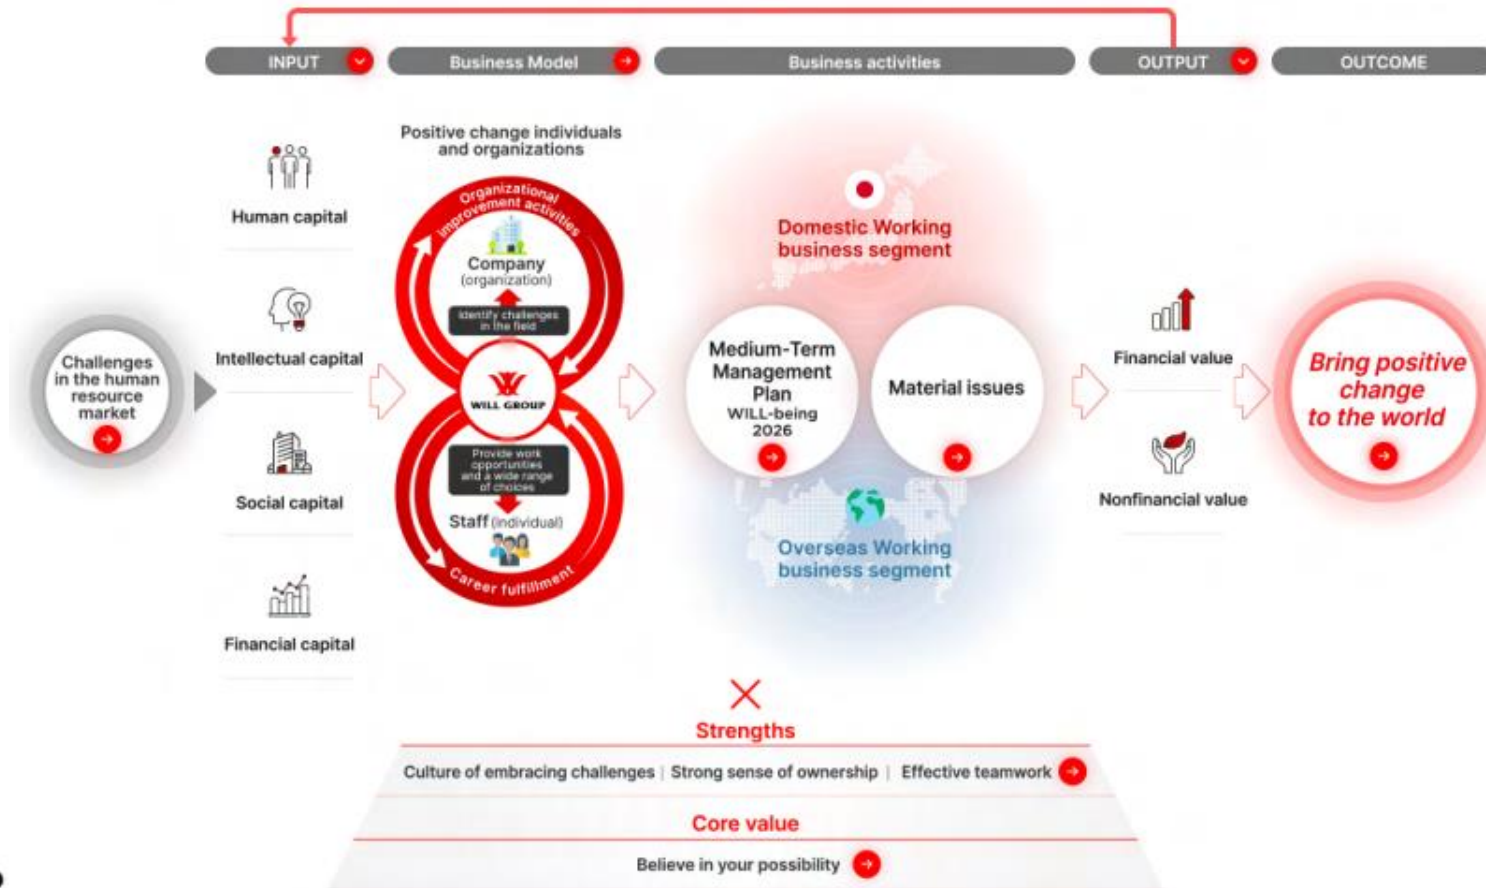 INPUT
Business Model
Business activities
OUTPUT
OUTCOME
Challenges
in the human
resource
market
Human capital
Intellectual capital
Social capital
Financial capital
Positive change individuals
and organizations
Organizational
improvement activities
Company
(organization)
Identify challenges
in the field
WILL GROUP
Provide work
opportunities
and a wide range
of choices
Staff (individual)
Career fulfillment
Domestic Working
business segment
Medium-Term
Management
Plan
WILL-being
2026
Material issues
Overseas Working
business segment
Financial value
Nonfinancial value
Bring positive
change
to the world
Strengths
Culture of embracing challenges | Strong sense of ownership | Effective teamwork
Core value
Believe in your possibility